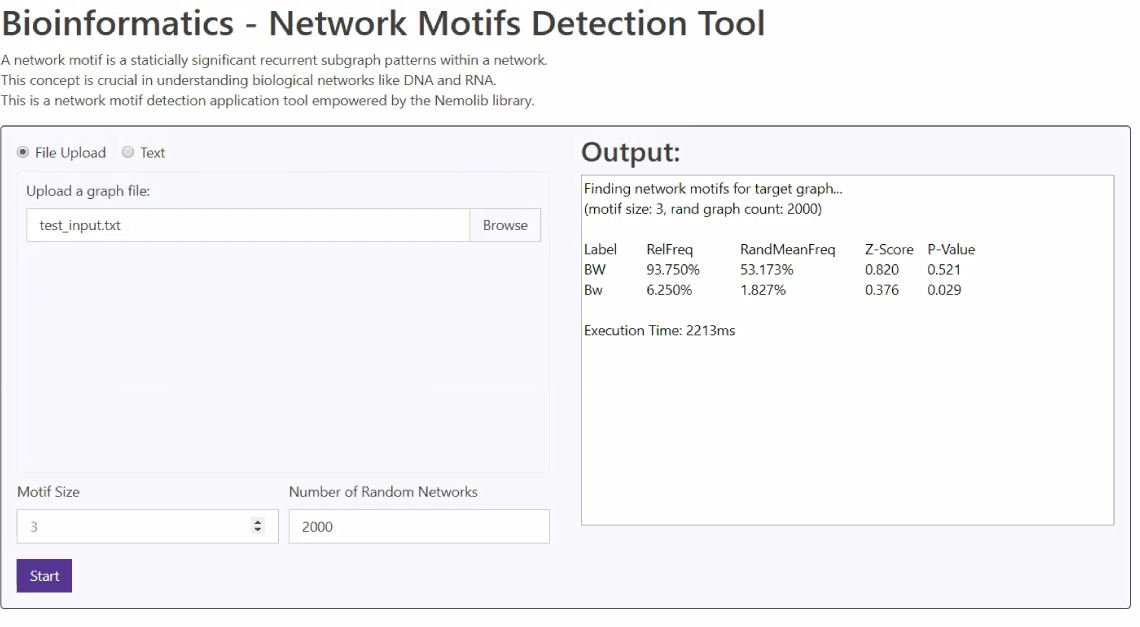 Bioinformatics - Network Motifs Detection Tool
A network motif is a staticially significant recurrent subgraph patterns within a network.
This concept is crucial in understanding biological networks like DNA and RNA.
This is a network motif detection application tool empowered by the Nemolib library.
File Upload Text
Upload a graph file:
test_input.txt Browse
Motif Size Number of Random Networks
3 2000
Start
Output:
Finding network motifs for target graph...
(motif size: 3, rand graph count: 2000)
Label RelFreq RandMeanFreq Z-Score P-Value
BW 93.750% 53.173% 0.820 0.521
Bw 6.250% 1.827% 0.376 0.029
Execution Time: 2213ms